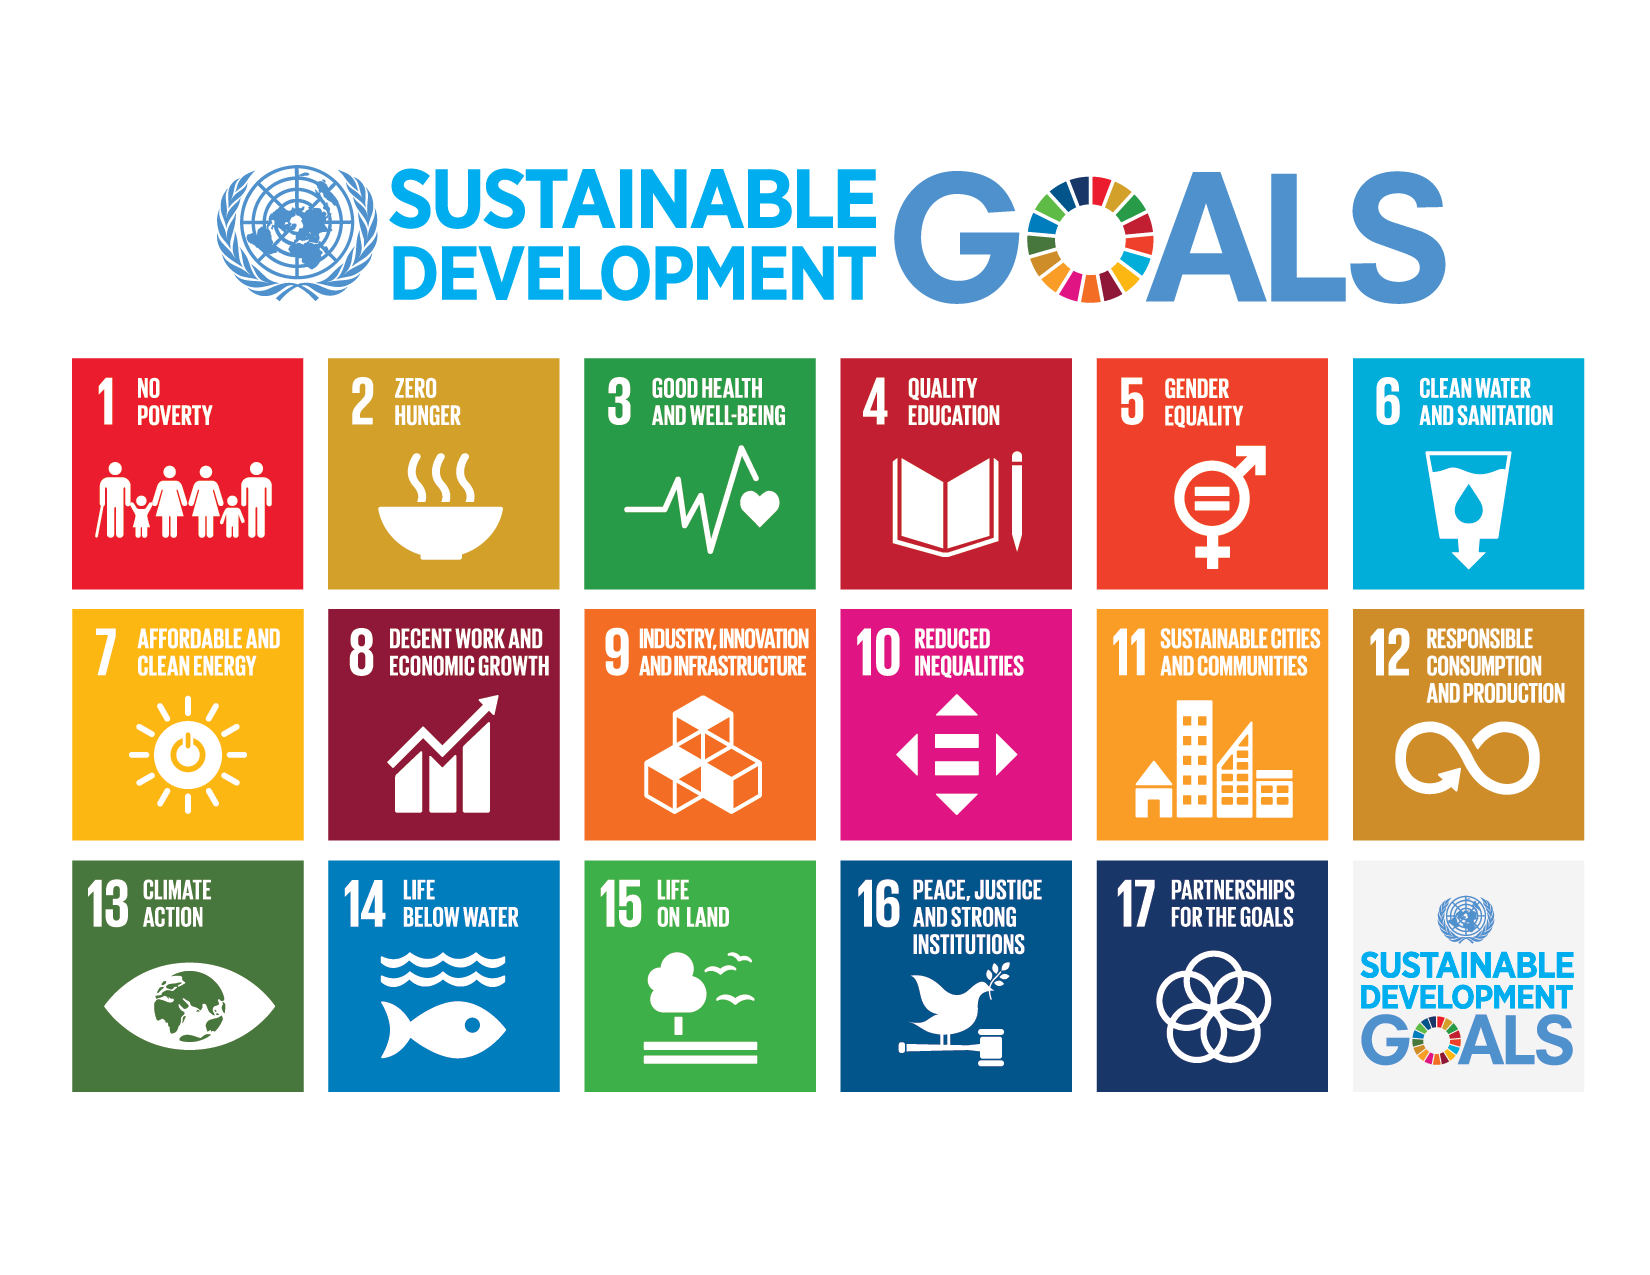 SUSTAINABLE
DEVELOPMENT
GOALS
1 NO
POVERTY
2 ZERO
HUNGER
3 GOOD HEALTH
AND WELL-BEING
4 QUALITY
EDUCATION
5 GENDER
EQUALITY
6 CLEAN WATER
AND SANITATION
7 AFFORDABLE AND
CLEAN ENERGY
8 DECENT WORK AND
ECONOMIC GROWTH
9 INDUSTRY, INNOVATION
AND INFRASTRUCTURE
10 REDUCED
INEQUALITIES
11 SUSTAINABLE CITIES
AND COMMUNITIES
12 RESPONSIBLE
CONSUMPTION
AND PRODUCTION
13 CLIMATE
ACTION
14 LIFE
BELOW WATER
15 LIFE
ON LAND
16 PEACE, JUSTICE
AND STRONG
INSTITUTIONS
17 PARTNERSHIPS
FOR THE GOALS
SUSTAINABLE
DEVELOPMENT
GOALS